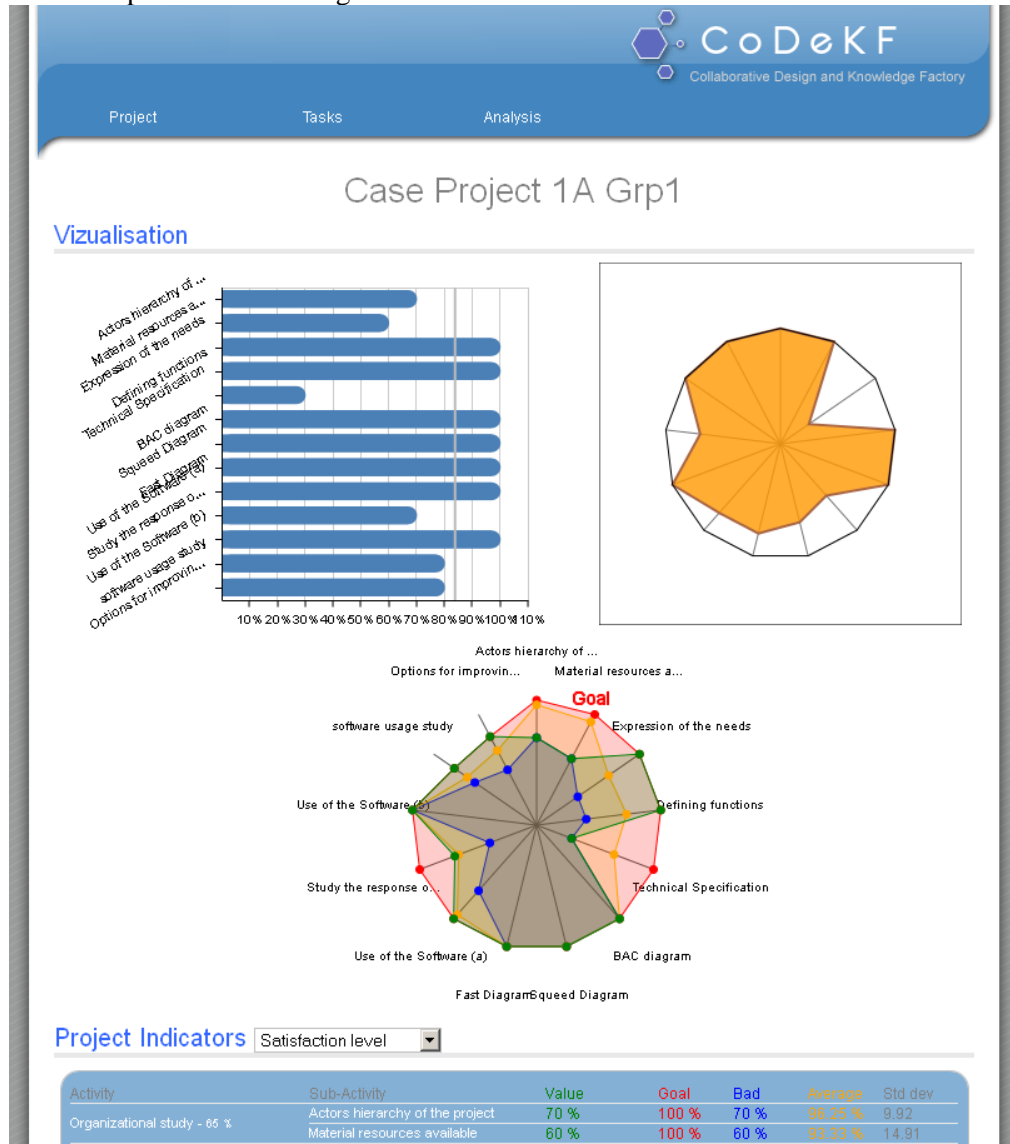 CoDeKF
Collaborative Design and Knowledge Factory
Project Tasks Analysis
Case Project 1A Grp1
Vizualisation
Actors hierarchy of ...
Material resources a...
Expression of the needs
Defining functions
Technical Specification
BAC diagram
Squeed Diagram
Fast Diagram
Use of the Software (a)
Study the response o...
Use of the Software (b)
software usage study
Options for improvin...
10% 20% 30% 40% 50% 60% 70% 80% 90% 100% 110%
Actors hierarchy of ...
Options for improvin... Material resources a...
Goal
software usage study Expression of the needs
Use of the Software (b) Defining functions
Study the response o... Technical Specification
Use of the Software (a) BAC diagram
Fast Diagram Squeed Diagram
Project Indicators Satisfaction level
Activity Sub-Activity Value Goal Bad Average Std dev
Organizational study - 65 % Actors hierarchy of the project 70 % 100 % 70 % 96.25 % 9.92
Material resources available 60 % 100 % 60 % 93.33 % 14.91